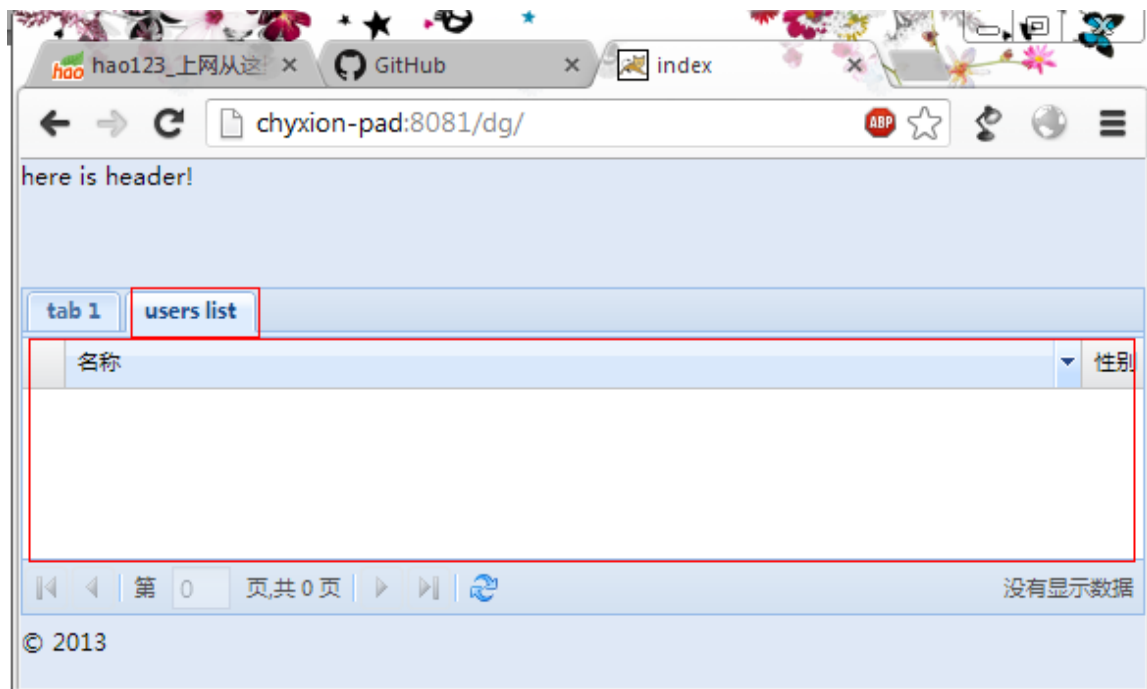 hao hao123_上网从这 GitHub index
chyxion-pad:8081/dg/ ABP
here is header!
tab 1 users list
名称 性别
第 0 页,共 0 页 没有显示数据
© 2013